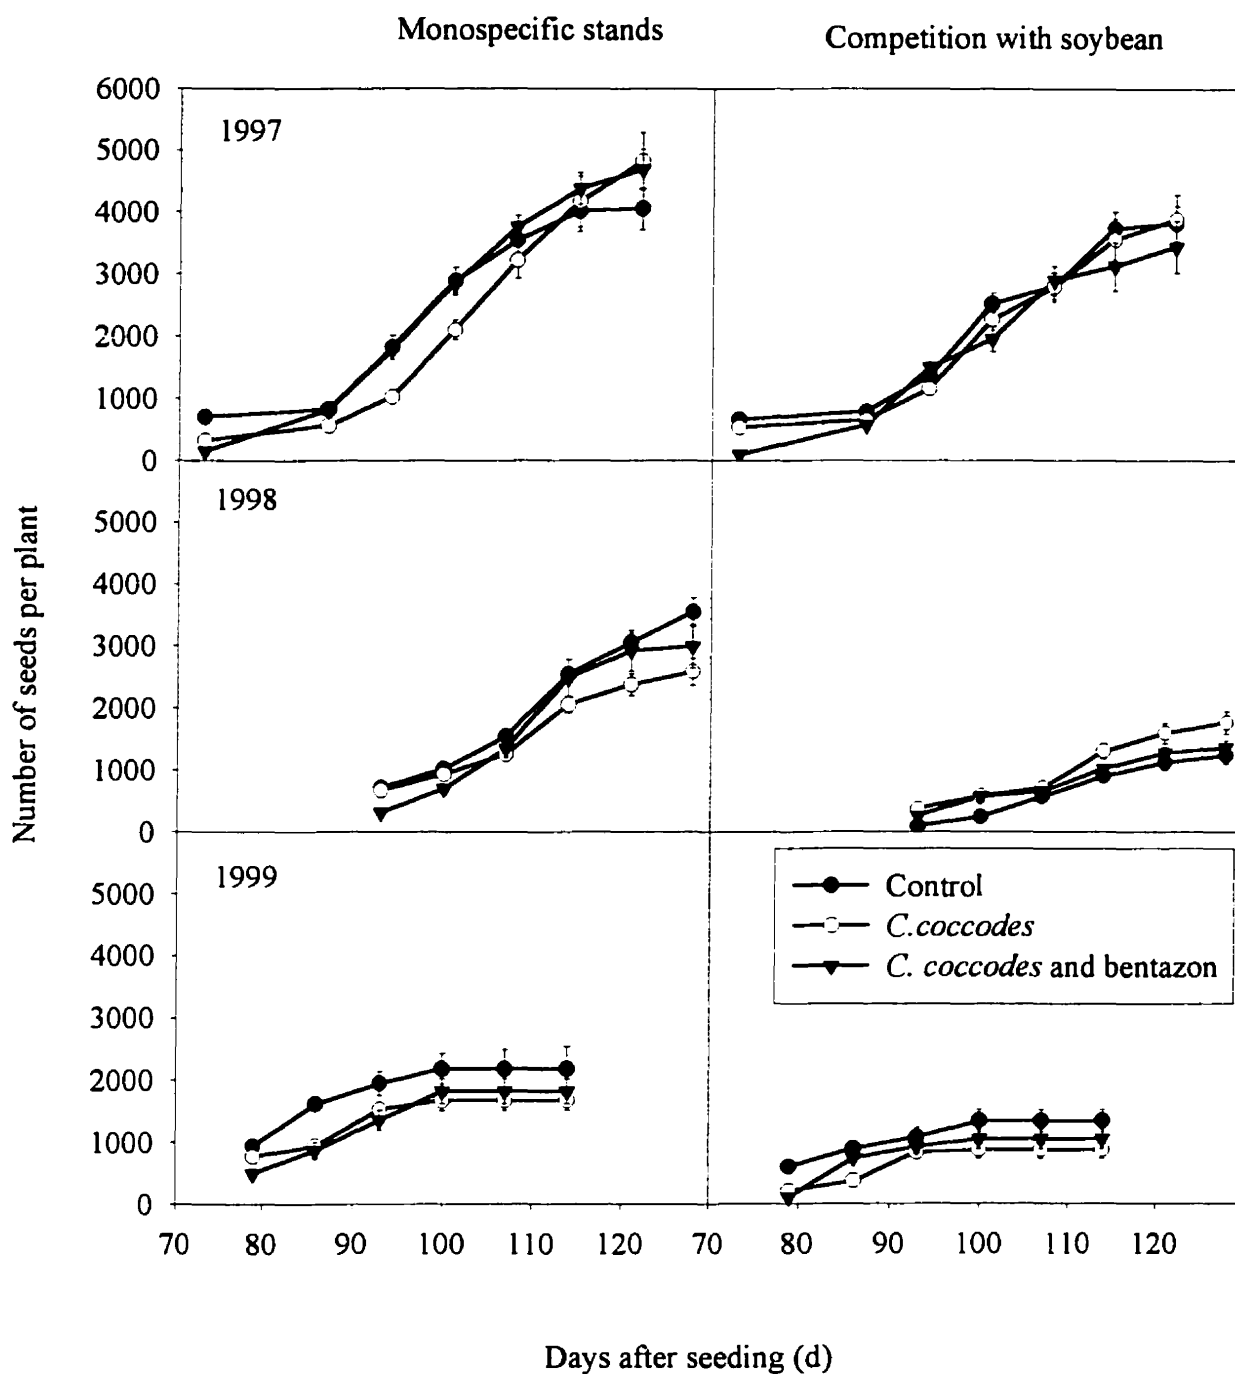 Monospecific stands
Competition with soybean
6000
1997
5000
4000
3000
2000
1000
0
1998
5000
4000
3000
2000
1000
0
1999
5000
4000
3000
2000
1000
0
Number of seeds per plant
Control
C.coccodes
C. coccodes and bentazon
70 80 90 100 110 120 70 80 90 100 110 120
Days after seeding (d)